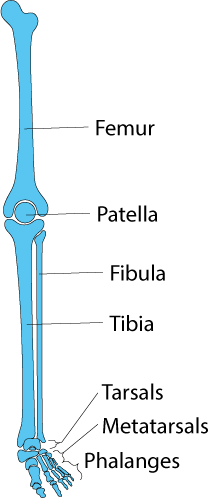 Femur
Patella
Fibula
Tibia
Tarsals
Metatarsals
Phalanges